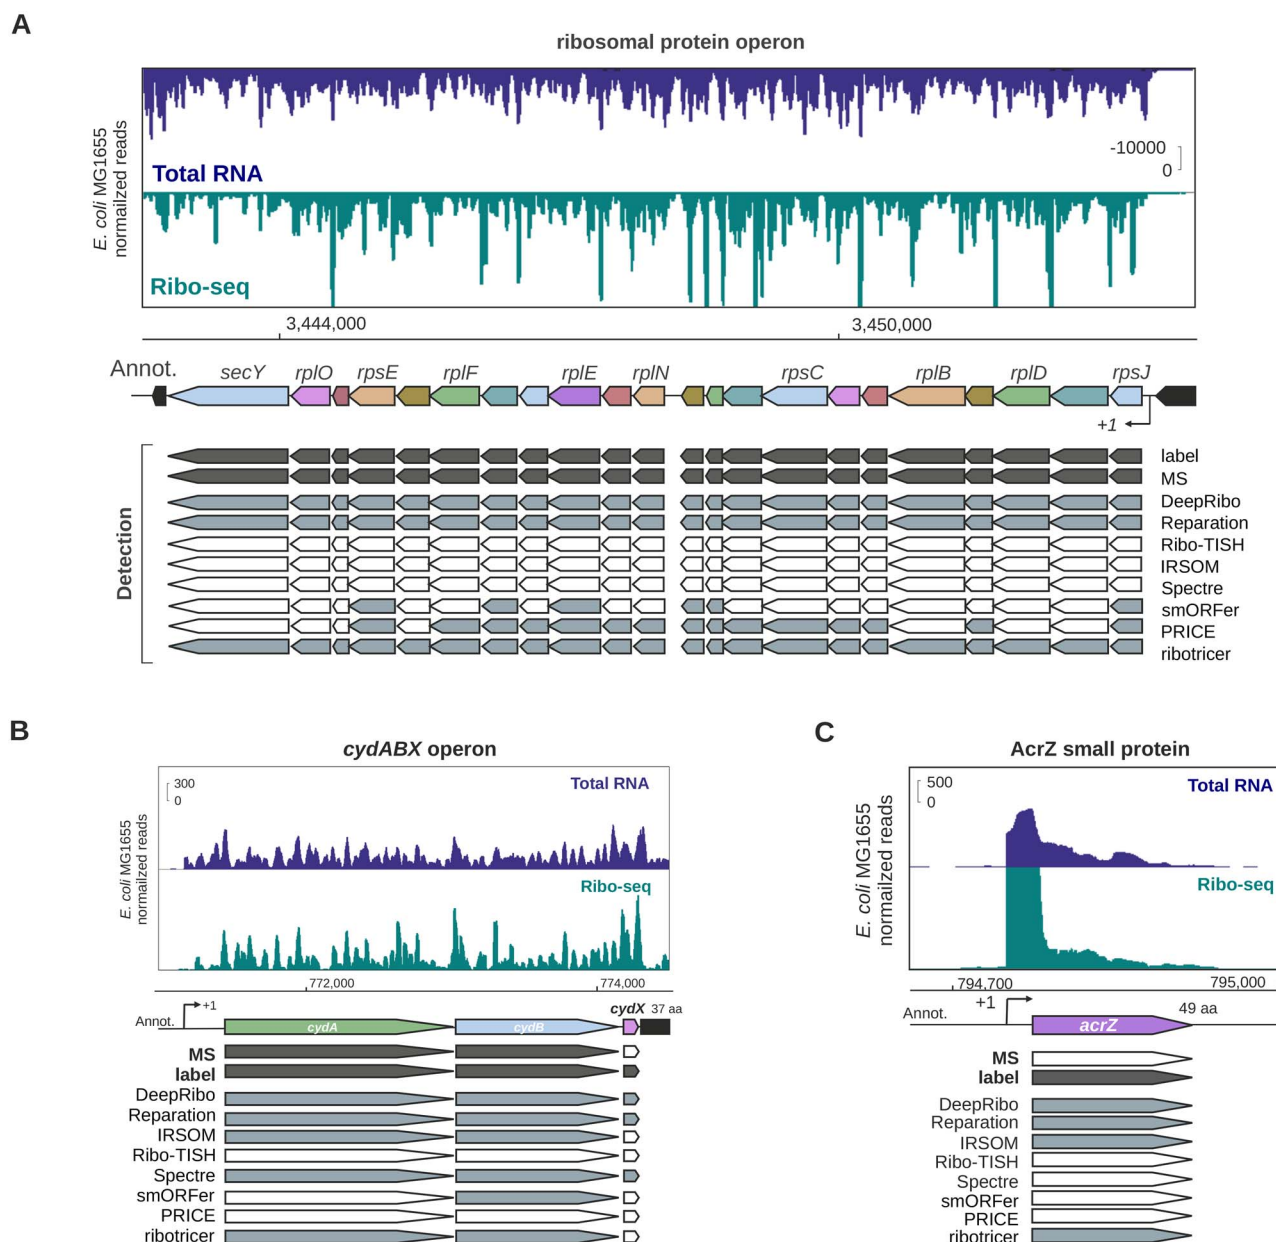 A
ribosomal protein operon
E. coli MG1655
normailzed reads
-10000
0
Total RNA
Ribo-seq
3,444,000
3,450,000
Annot.
secY
rplO
rpsE
rplF
rplE
rplN
rpsC
rplB
rplD
rpsJ
+1
Detection
label
MS
DeepRibo
Reparation
Ribo-TISH
IRSOM
Spectre
smORFer
PRICE
ribotricer
B
cydABX operon
E. coli MG1655
normailzed reads
300
0
Total RNA
Ribo-seq
772,000
774,000
+1
cydX 37 aa
Annot.
cydA
cydB
MS
label
DeepRibo
Reparation
IRSOM
Ribo-TISH
Spectre
smORFer
PRICE
ribotricer
C
AcrZ small protein
E. coli MG1655
normailzed reads
500
0
Total RNA
Ribo-seq
794,700
795,000
+1
49 aa
Annot.
acrZ
MS
label
DeepRibo
Reparation
IRSOM
Ribo-TISH
Spectre
smORFer
PRICE
ribotricer